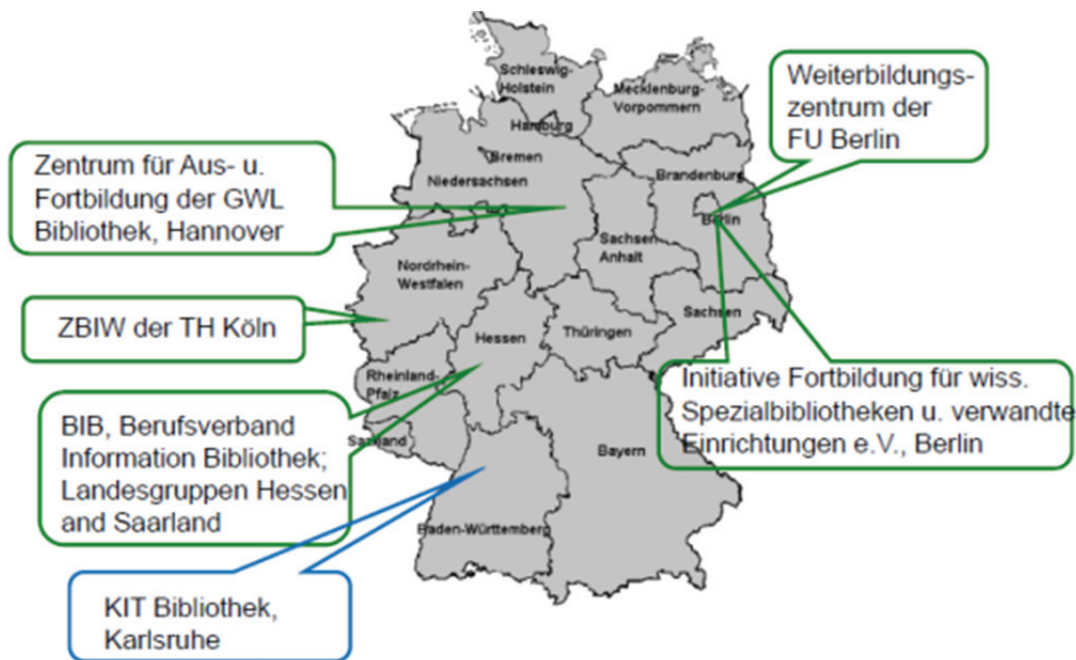 Schleswig-
Holstein
Mecklenburg-
Vorpommern
Hamburg
Bremen
Niedersachsen
Brandenburg
Berlin
Sachsen
Anhalt
Nordrhein-
Westfalen
Hessen
Thüringen
Sachsen
Rheinland-
Pfalz
Saarland
Bayern
Baden-Württemberg
Weiterbildungs-
zentrum der
FU Berlin
Zentrum für Aus- u.
Fortbildung der GWL
Bibliothek, Hannover
ZBIW der TH Köln
BIB, Berufsverband
Information Bibliothek;
Landesgruppen Hessen
and Saarland
Initiative Fortbildung für wiss.
Spezialbibliotheken u. verwandte
Einrichtungen e.V., Berlin
KIT Bibliothek,
Karlsruhe